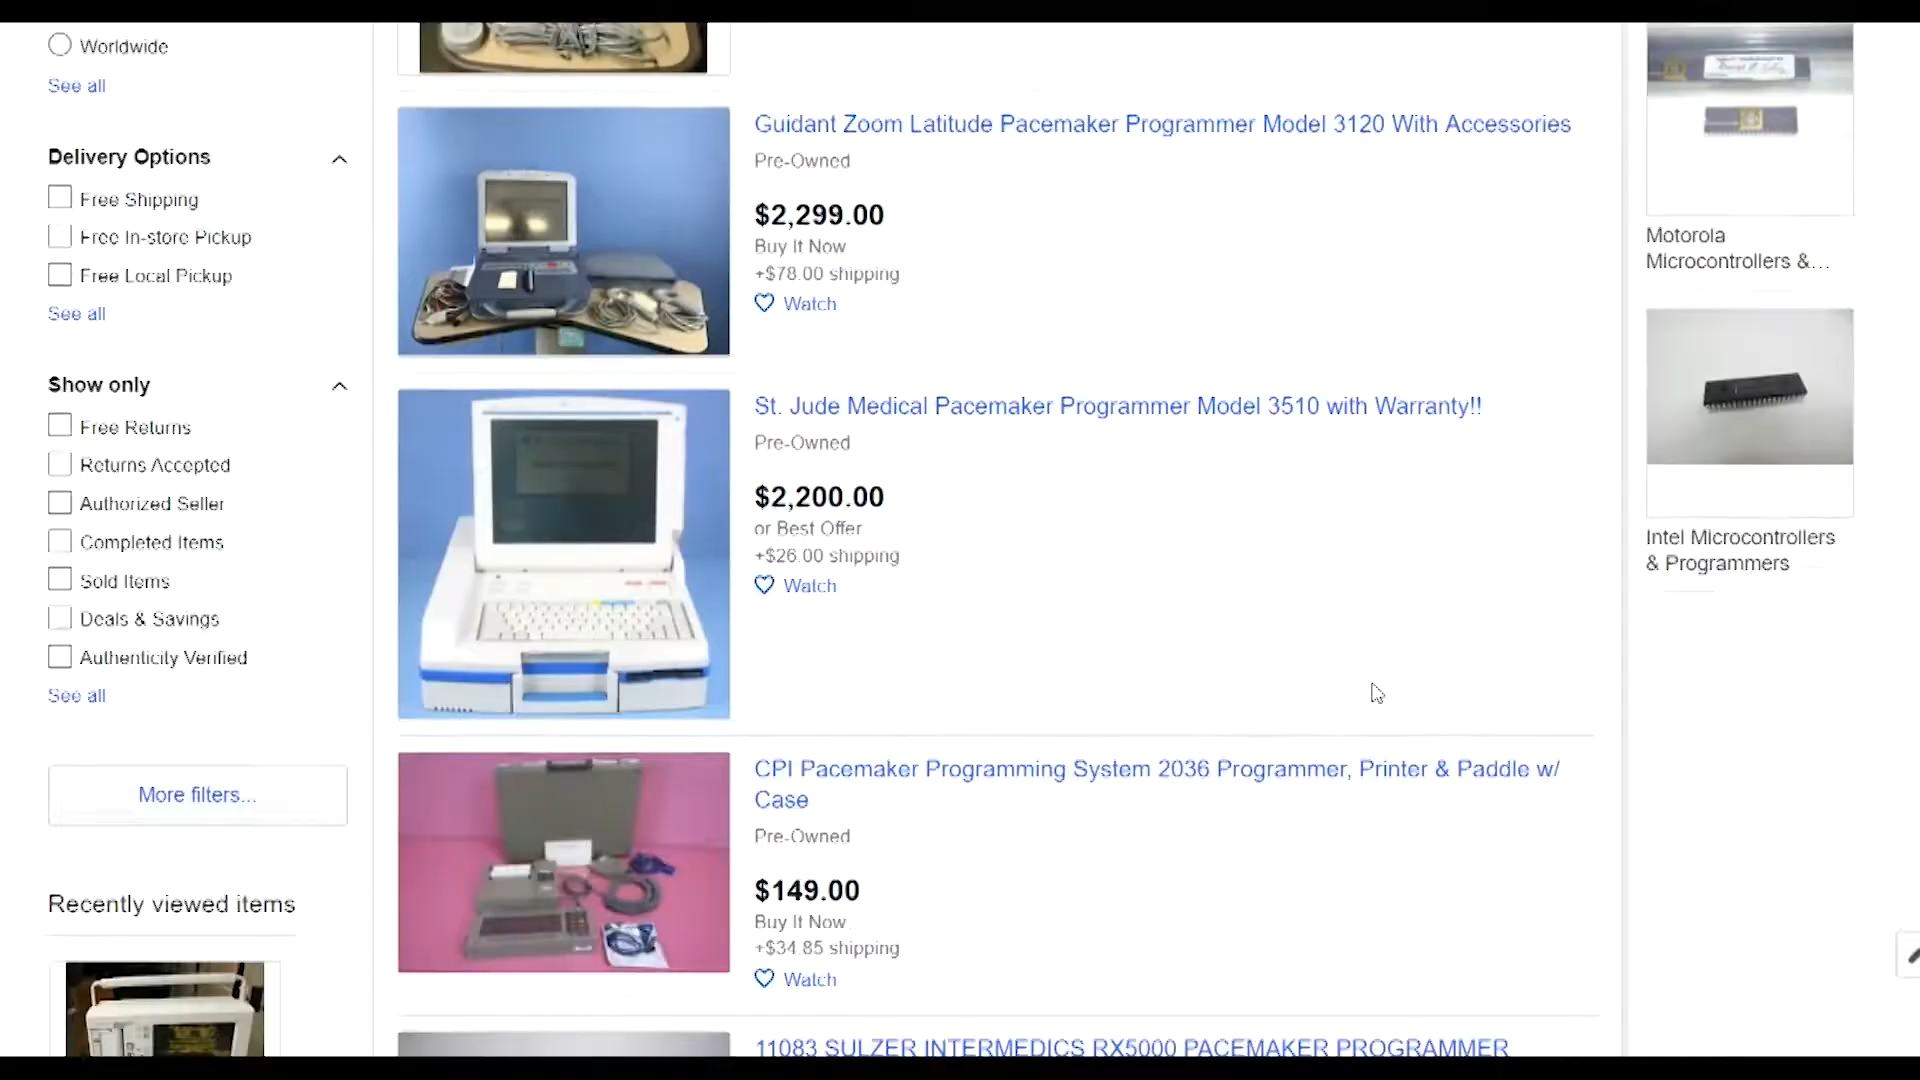 Worldwide
See all
Delivery Options
Free Shipping
Free In-store Pickup
Free Local Pickup
See all
Show only
Free Returns
Returns Accepted
Authorized Seller
Completed Items
Sold Items
Deals & Savings
Authenticity Verified
See all
More filters...
Recently viewed items
Guidant Zoom Latitude Pacemaker Programmer Model 3120 With Accessories
Pre-Owned
$2,299.00
Buy It Now
+$78.00 shipping
Watch
St. Jude Medical Pacemaker Programmer Model 3510 with Warranty!!
Pre-Owned
$2,200.00
or Best Offer
+$26.00 shipping
Watch
CPI Pacemaker Programming System 2036 Programmer, Printer & Paddle w/
Case
Pre-Owned
$149.00
Buy It Now
+$34.85 shipping
Watch
11083 SULZER INTERMEDICS RX5000 PACEMAKER PROGRAMMER
Motorola
Microcontrollers &...
Intel Microcontrollers
& Programmers